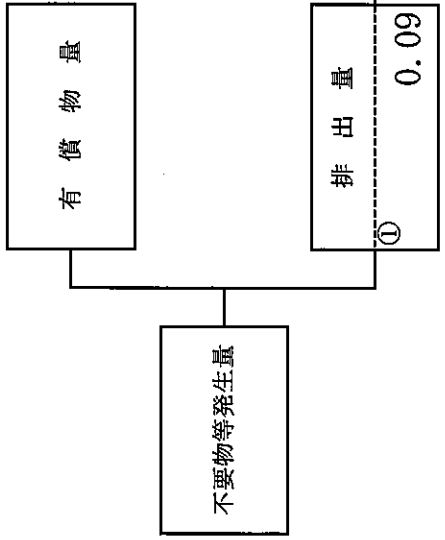 有償物量
不要物等発生量
排出量
①
0.09